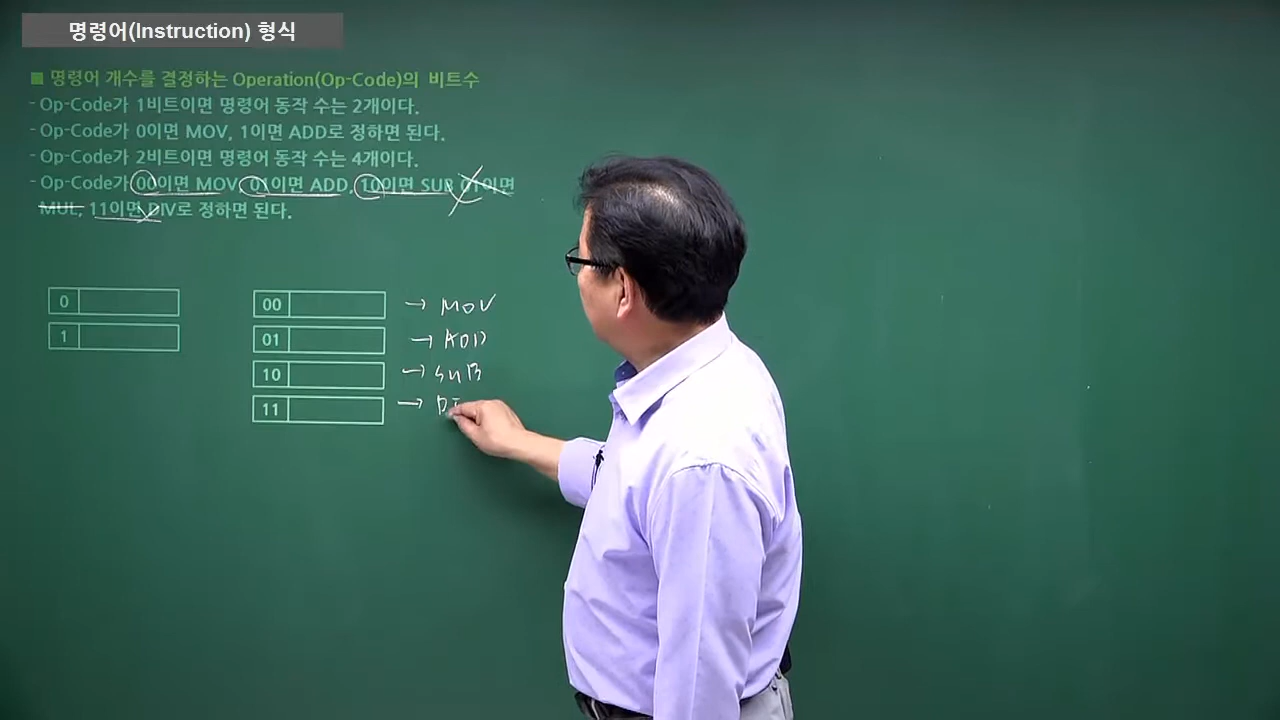 명령어(Instruction) 형식
■ 명령어 개수를 결정하는 Operation(Op-Code)의 비트수
- Op-Code가 1비트이면 명령어 동작 수는 2개이다.
- Op-Code가 0이면 MOV, 1이면 ADD로 정하면 된다.
- Op-Code가 2비트이면 명령어 동작 수는 4개이다.
- Op-Code가 00이면 MOV, 01이면 ADD, 10이면 SUB 01이면
MUL, 11이면 DIV로 정하면 된다.
0
1
00 → MOV
01 → ADD
10 → SUB
11 → DI